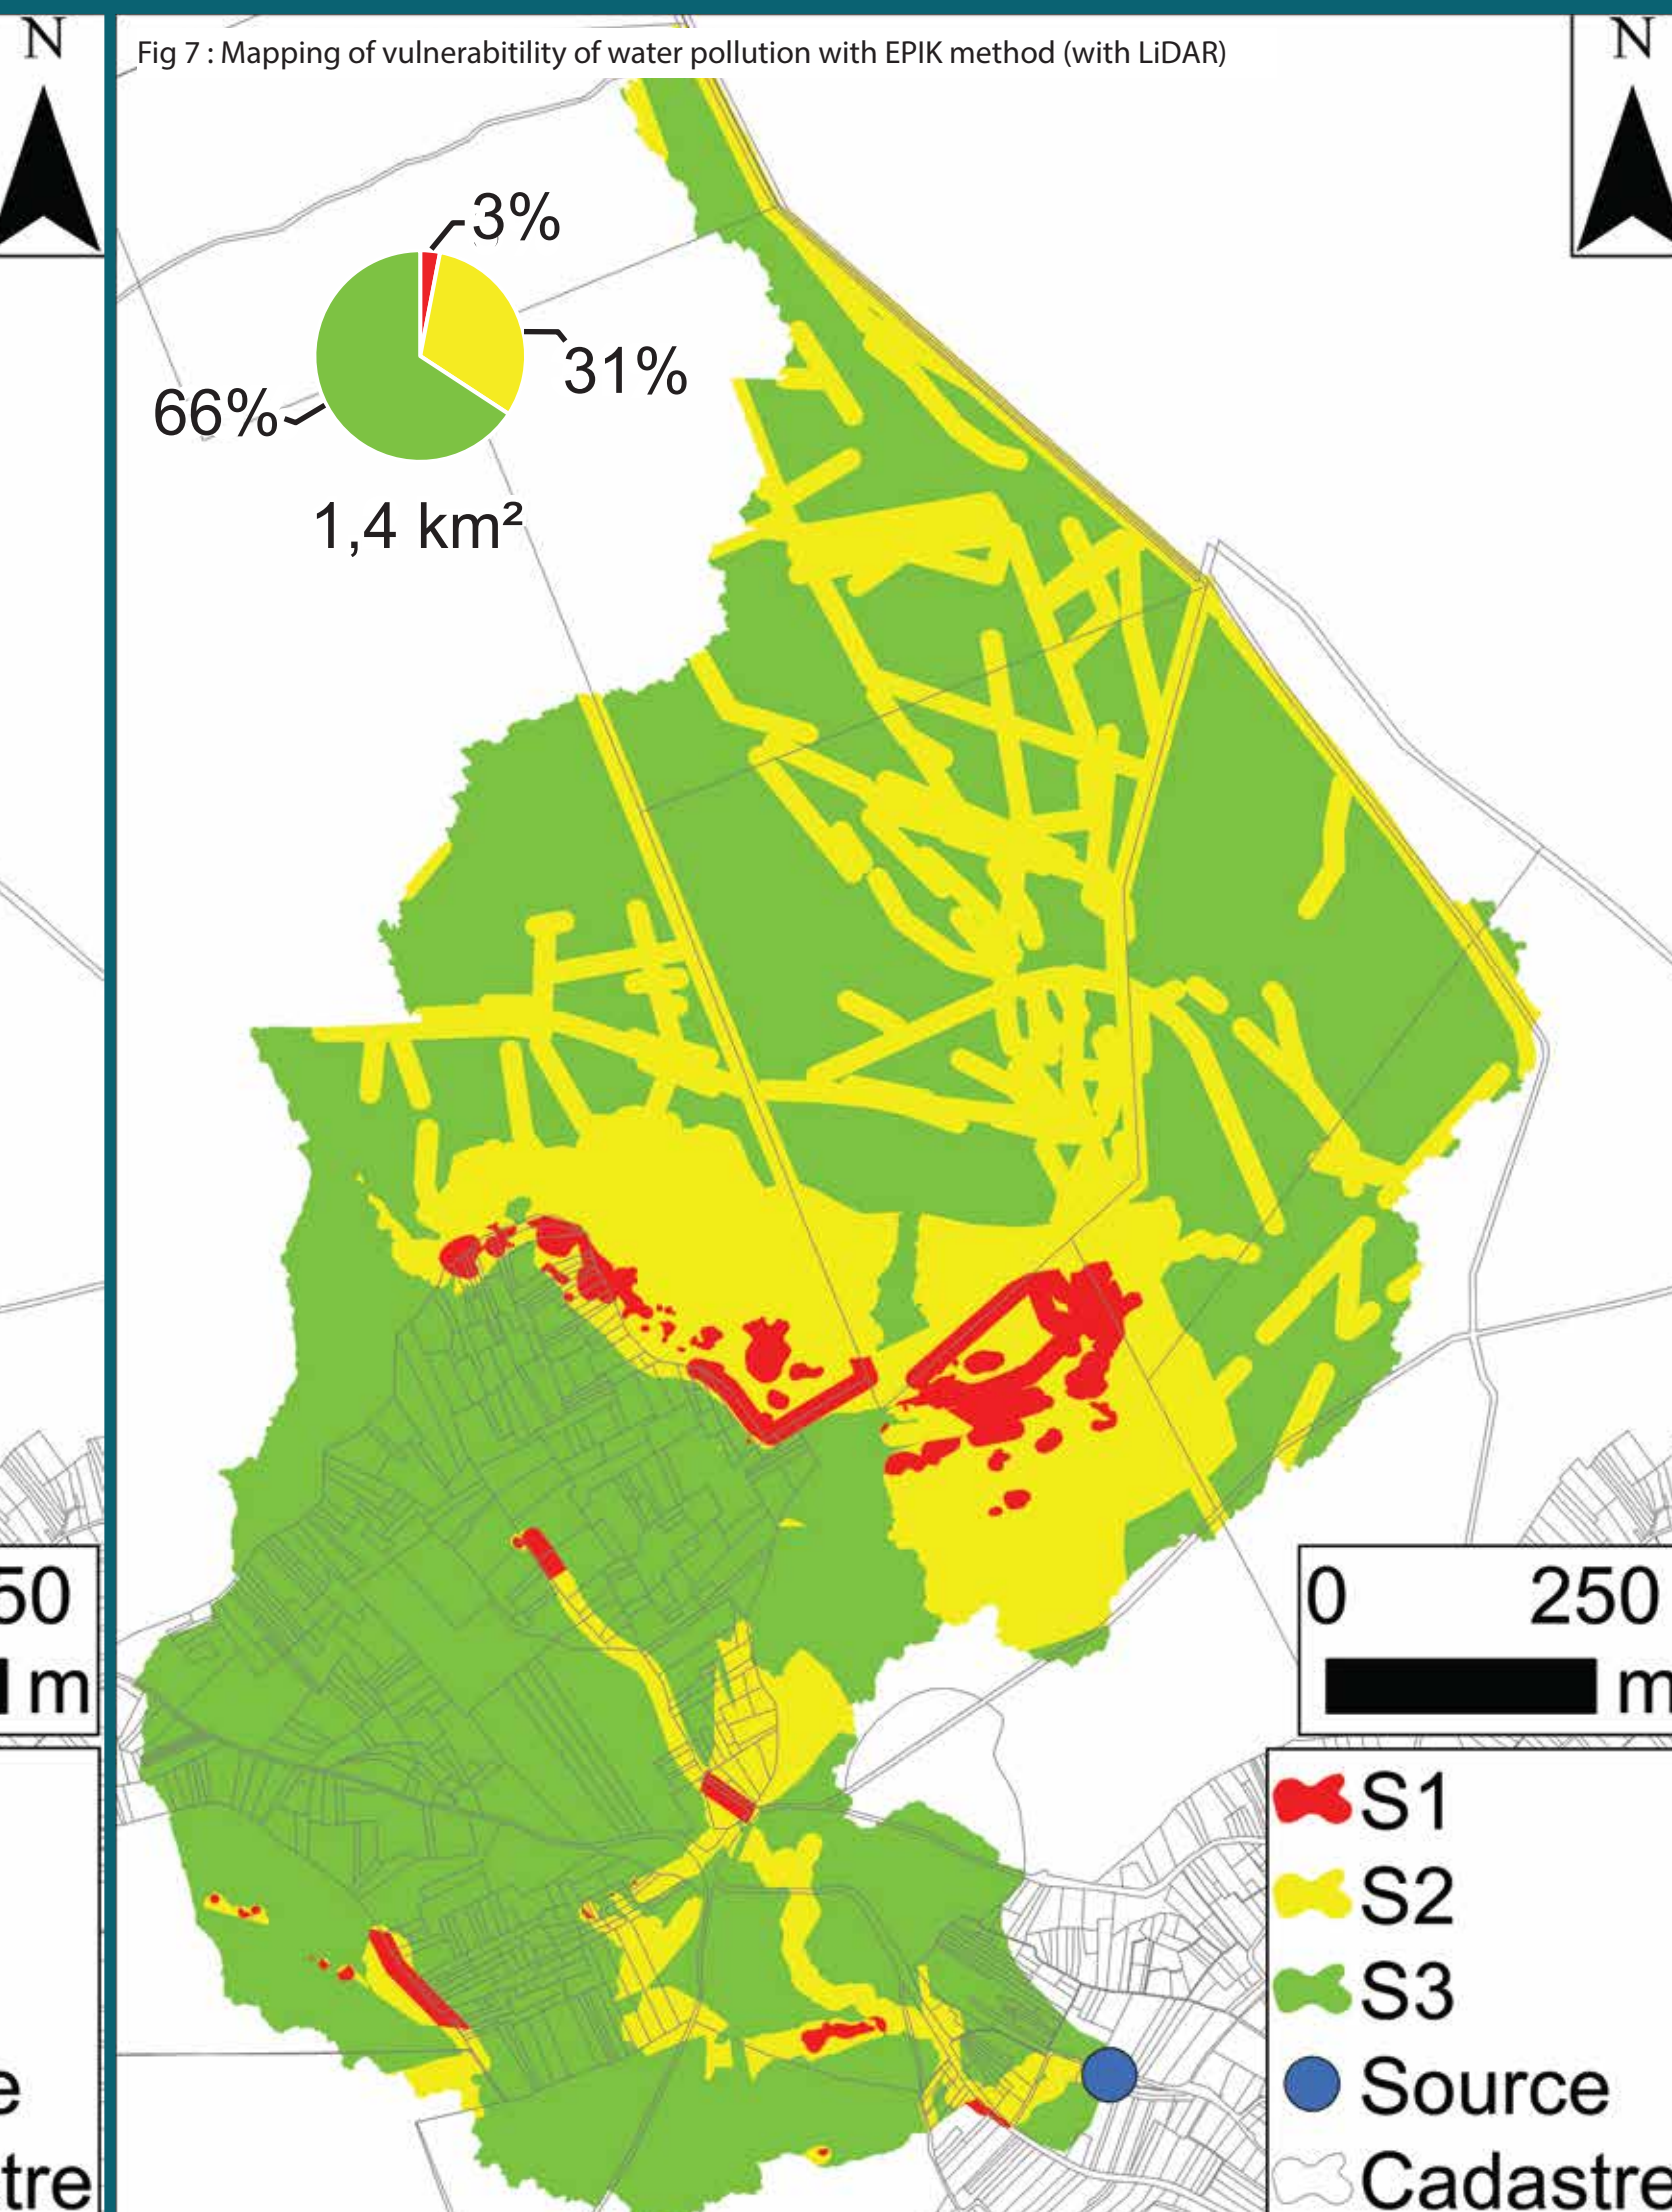 N
Fig 7 : Mapping of vulnerabitility of water pollution with EPIK method (with LiDAR)
N
3%
31%
66%
1,4 km²
50
m
0 250
m
S1
S2
S3
Source
e
Cadastre
tre